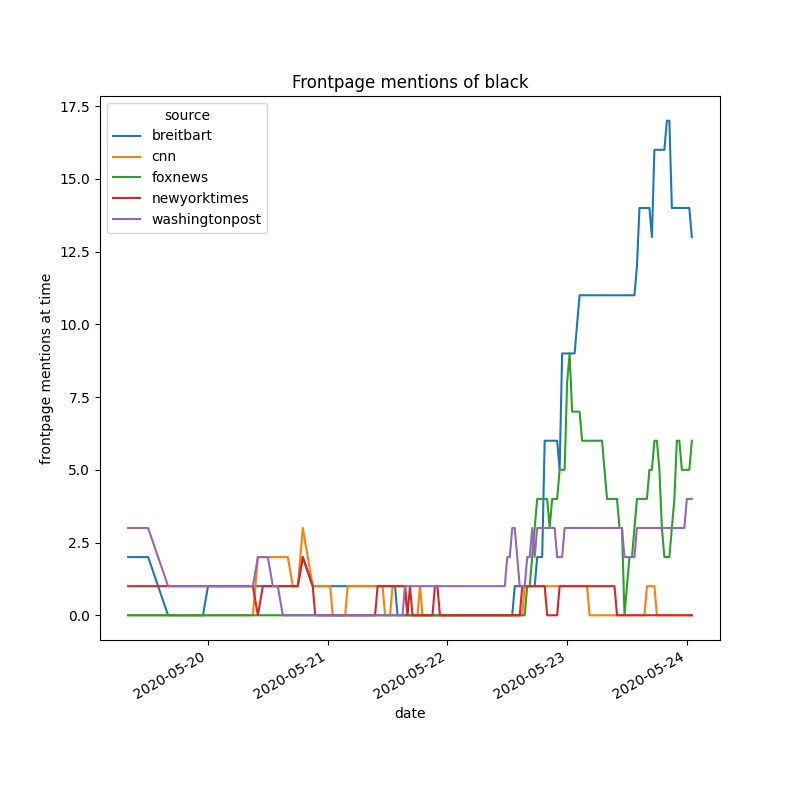 Frontpage mentions of black
17.5
15.0
12.5
10.0
7.5
5.0
2.5
0.0
frontpage mentions at time
source
breitbart
cnn
foxnews
newyorktimes
washingtonpost
2020-05-20
2020-05-21
2020-05-22
2020-05-23
2020-05-24
date